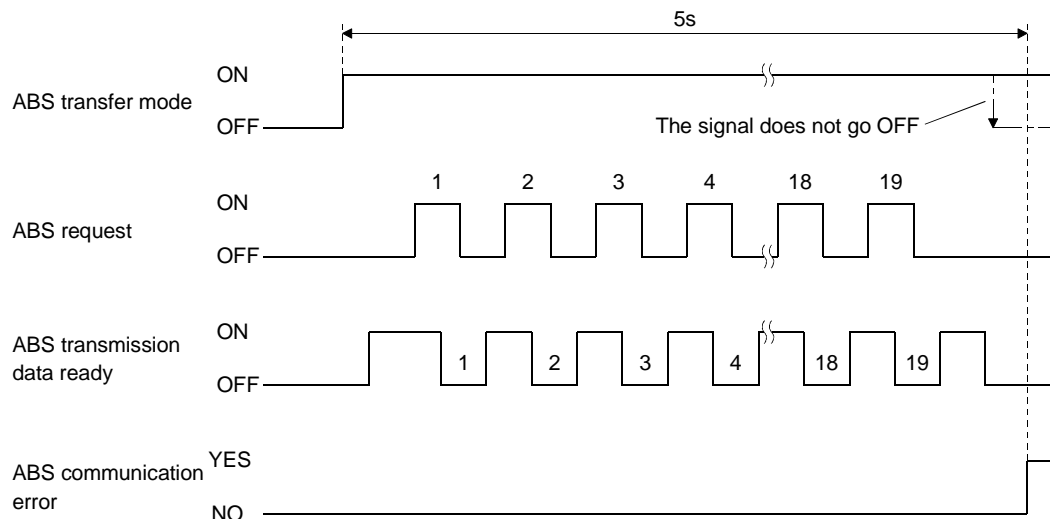 5s
ON
ABS transfer mode
OFF
The signal does not go OFF
1 2 3 4 18 19
ON
ABS request
OFF
ON
ABS transmission
data ready
1 2 3 4 18 19
OFF
YES
ABS communication
error
NO